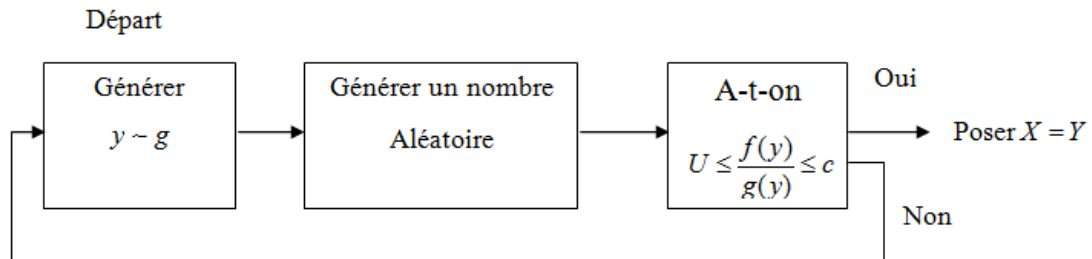 Départ
Générer
y ~ g
Générer un nombre
Aléatoire
A-t-on
U ≤ f(y)/g(y) ≤ c
Oui
Poser X = Y
Non